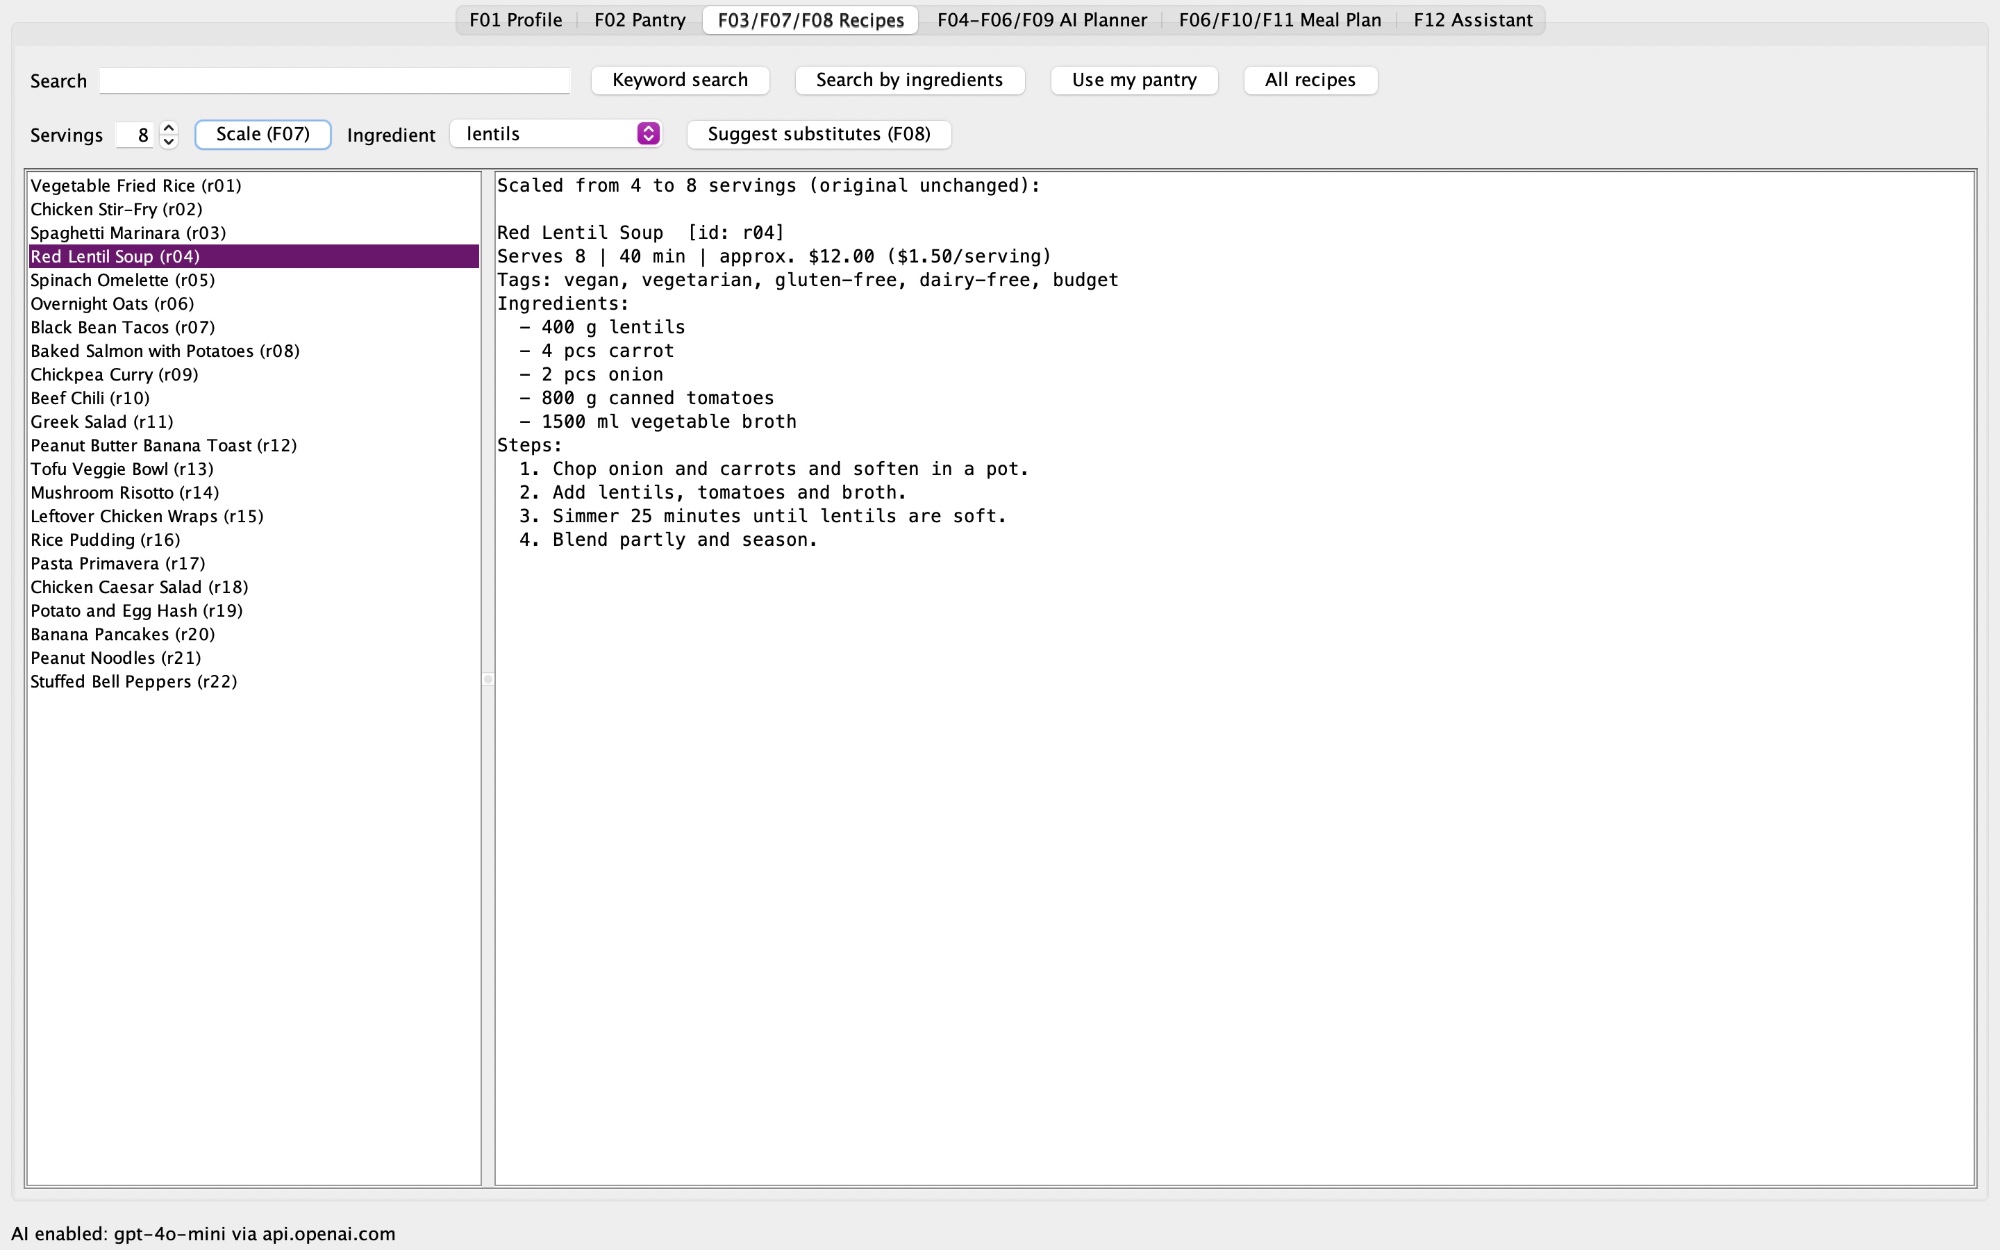 F01 Profile F02 Pantry F03/F07/F08 Recipes F04-F06/F09 AI Planner F06/F10/F11 Meal Plan F12 Assistant
Search Keyword search Search by ingredients Use my pantry All recipes
Servings 8 Scale (F07) Ingredient lentils Suggest substitutes (F08)
Vegetable Fried Rice (r01)
Chicken Stir-Fry (r02)
Spaghetti Marinara (r03)
Red Lentil Soup (r04)
Spinach Omelette (r05)
Overnight Oats (r06)
Black Bean Tacos (r07)
Baked Salmon with Potatoes (r08)
Chickpea Curry (r09)
Beef Chili (r10)
Greek Salad (r11)
Peanut Butter Banana Toast (r12)
Tofu Veggie Bowl (r13)
Mushroom Risotto (r14)
Leftover Chicken Wraps (r15)
Rice Pudding (r16)
Pasta Primavera (r17)
Chicken Caesar Salad (r18)
Potato and Egg Hash (r19)
Banana Pancakes (r20)
Peanut Noodles (r21)
Stuffed Bell Peppers (r22)
Scaled from 4 to 8 servings (original unchanged):
Red Lentil Soup [id: r04]
Serves 8 | 40 min | approx. $12.00 ($1.50/serving)
Tags: vegan, vegetarian, gluten-free, dairy-free, budget
Ingredients:
- 400 g lentils
- 4 pcs carrot
- 2 pcs onion
- 800 g canned tomatoes
- 1500 ml vegetable broth
Steps:
1. Chop onion and carrots and soften in a pot.
2. Add lentils, tomatoes and broth.
3. Simmer 25 minutes until lentils are soft.
4. Blend partly and season.
AI enabled: gpt-4o-mini via api.openai.com